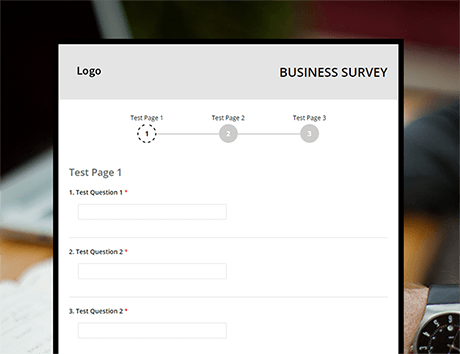 Logo
BUSINESS SURVEY
Test Page 1 Test Page 2 Test Page 3
1 2 3
Test Page 1
1. Test Question 1 *
2. Test Question 2 *
3. Test Question 2 *